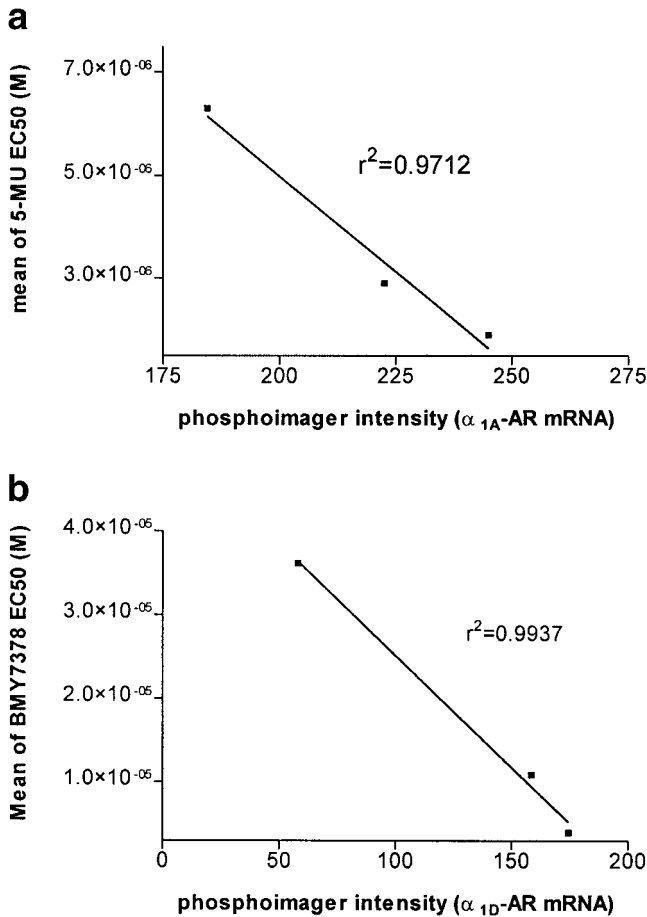 a
mean of 5-MU EC50 (M)
7.0×10⁻⁰⁶
5.0×10⁻⁰⁶
3.0×10⁻⁰⁶
r²=0.9712
175 200 225 250 275
phosphoimager intensity (α 1A-AR mRNA)
b
Mean of BMY7378 EC50 (M)
4.0×10⁻⁰⁵
3.0×10⁻⁰⁵
2.0×10⁻⁰⁵
1.0×10⁻⁰⁵
r²=0.9937
0 50 100 150 200
phosphoimager intensity (α 1D-AR mRNA)